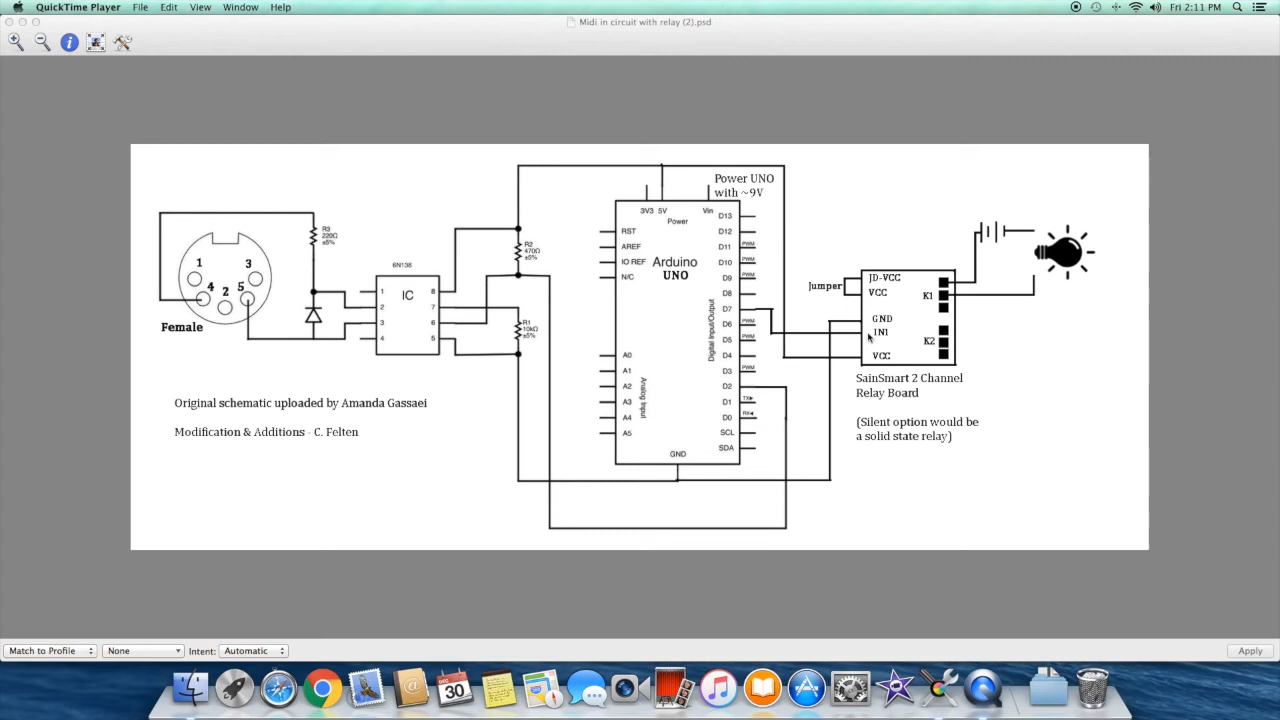 QuickTime Player File Edit View Window Help
Fri 2:11 PM
Midi in circuit with relay (2).psd
Power UNO
with ~9V
3V3 5V Vin
Power
RST
AREF
IO REF
N/C
Arduino
UNO
D13
D12
PWM D11
PWM D10
PWM D9
D8
D7
PWM D6
PWM D5
D4
PWM D3
D2
TX D1
RX D0
SCL
SDA
Digital Input/Output
A0
A1
A2
A3
A4
A5
Analog Input
GND
R3
220Ω
±5%
1
3
4
2
5
Female
6N138
IC
1
2
3
4
8
7
6
5
R2
470Ω
±5%
R1
10kΩ
±5%
Jumper
JD-VCC
VCC
GND
IN1
VCC
K1
K2
SainSmart 2 Channel
Relay Board
(Silent option would be
a solid state relay)
Original schematic uploaded by Amanda Gassaei
Modification & Additions - C. Felten
Match to Profile None Intent: Automatic Apply
DEC
30